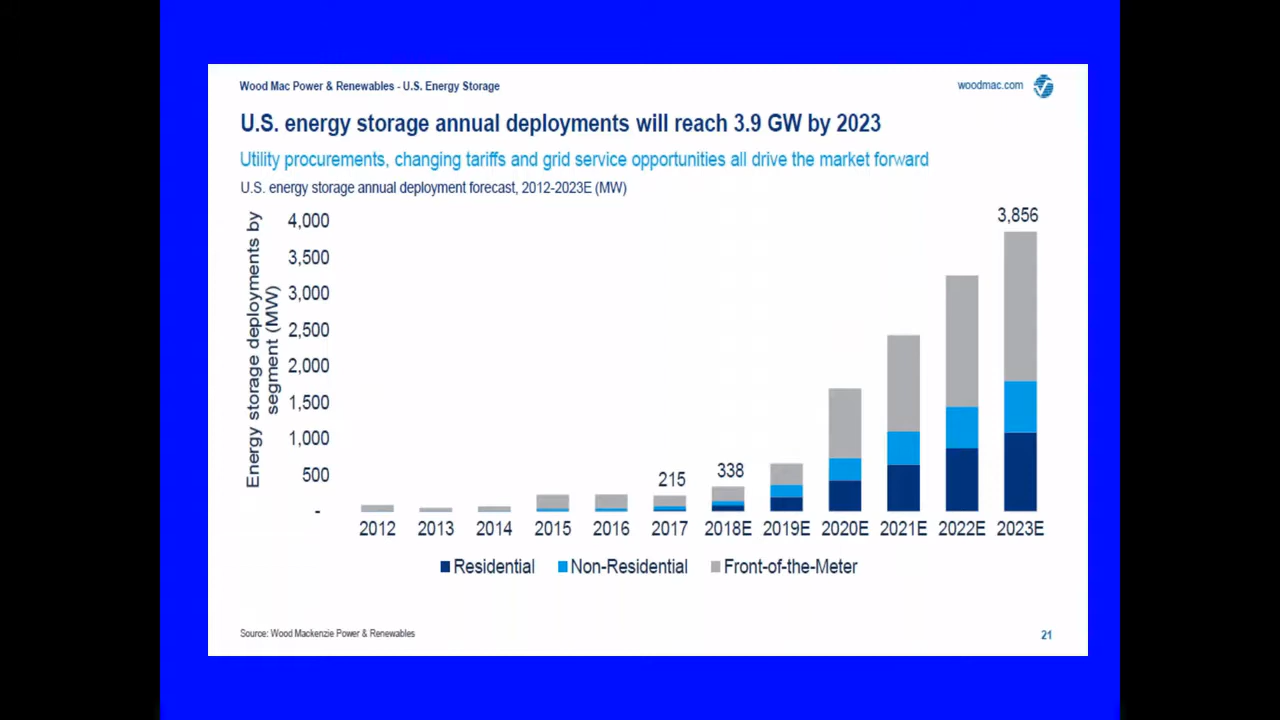 Wood Mac Power & Renewables - U.S. Energy Storage
woodmac.com
U.S. energy storage annual deployments will reach 3.9 GW by 2023
Utility procurements, changing tariffs and grid service opportunities all drive the market forward
U.S. energy storage annual deployment forecast, 2012-2023E (MW)
Energy storage deployments by
segment (MW)
4,000
3,500
3,000
2,500
2,000
1,500
1,000
500
-
215
338
3,856
2012 2013 2014 2015 2016 2017 2018E 2019E 2020E 2021E 2022E 2023E
Residential Non-Residential Front-of-the-Meter
Source: Wood Mackenzie Power & Renewables
21